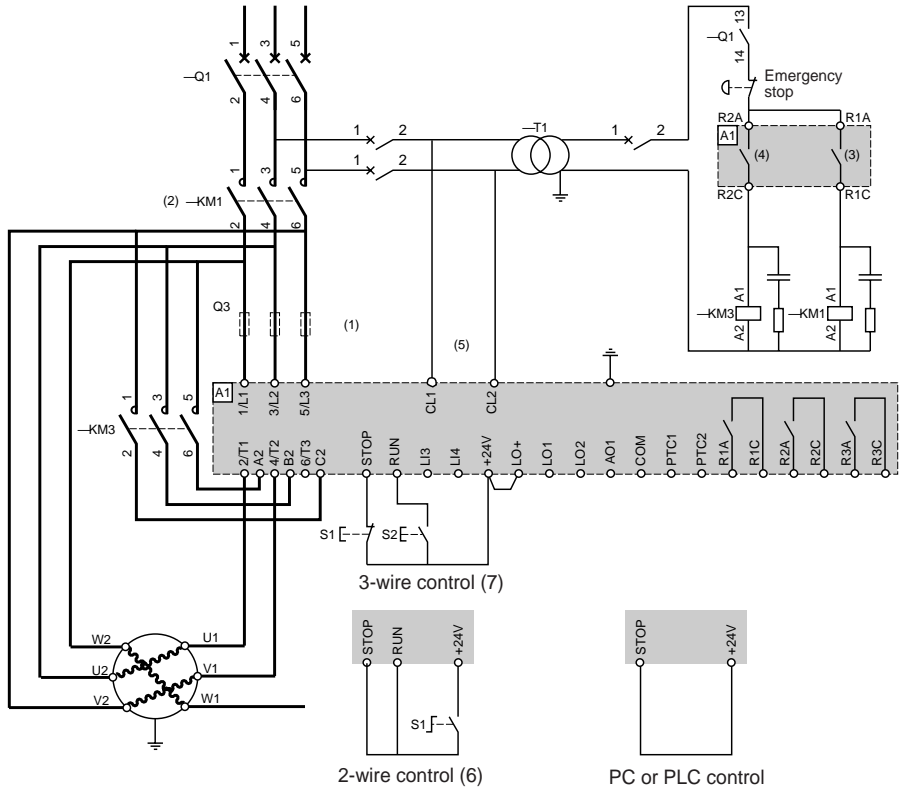 1 3 5 13
—Q1
14
—Q1
2 4 6
Emergency
stop
1 2 —T1 1 2
R2A R1A
A1
(4) (3)
1 2
1 3 5
(2) —KM1
R2C R1C
2 4 6
A1 A1
—KM3 —KM1
A2 A2
Q3
(1)
(5)
A1
1/L1 3/L2 5/L3 CL1 CL2
1 3 5
—KM3
2 4 6
2/T1 A2 4/T2 B2 6/T3 C2 STOP RUN LI3 LI4 +24V LO+ LO1 LO2 AO1 COM PTC1 PTC2 R1A R1C R2A R2C R3A R3C
S1 S2
3-wire control (7)
STOP RUN +24V
STOP +24V
W2 U1
U2 V1
V2 W1
S1
2-wire control (6)
PC or PLC control